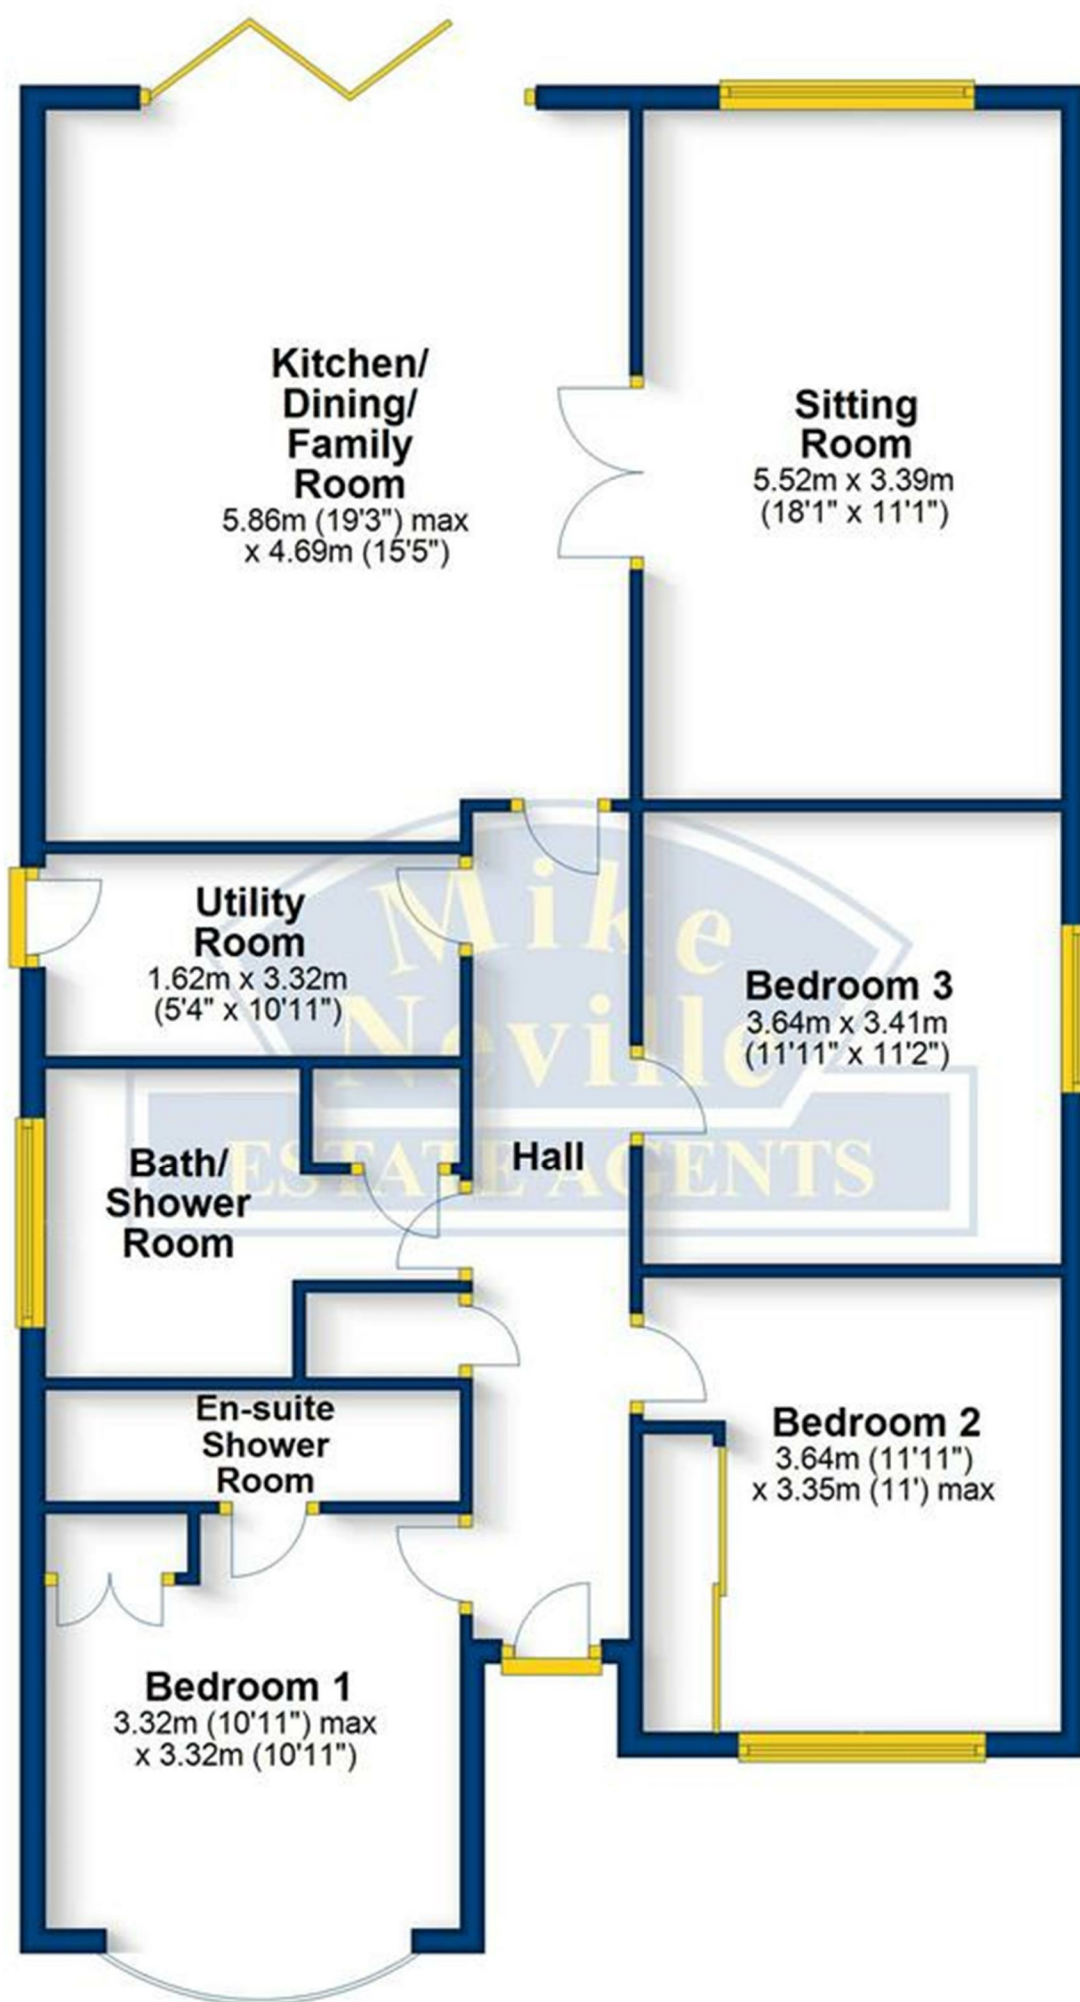 Kitchen/
Dining/
Family
Room
5.86m (19'3") max
x 4.69m (15'5")
Sitting
Room
5.52m x 3.39m
(18'1" x 11'1")
Utility
Room
1.62m x 3.32m
(5'4" x 10'11")
Mike
Neville
ESTATE AGENTS
Bedroom 3
3.64m x 3.41m
(11'11" x 11'2")
Hall
Bath/
Shower
Room
En-suite
Shower
Room
Bedroom 2
3.64m (11'11")
x 3.35m (11') max
Bedroom 1
3.32m (10'11") max
x 3.32m (10'11")